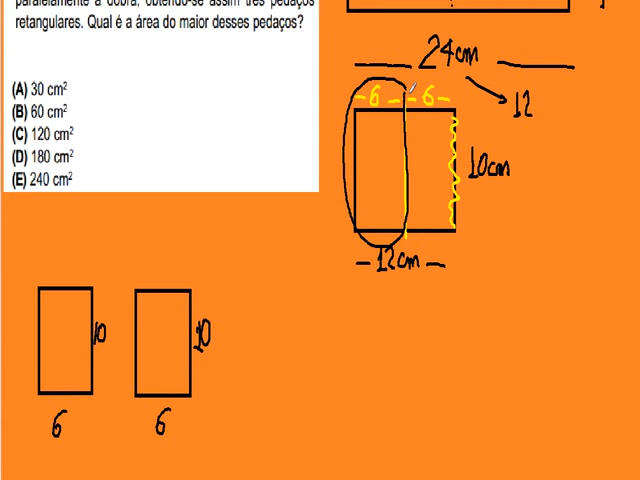 paralelamente à dobra, obtendo-se assim três pedaços
retangulares. Qual é a área do maior desses pedaços?
(A) 30 cm²
(B) 60 cm²
(C) 120 cm²
(D) 180 cm²
(E) 240 cm²
24cm
6 6
12
10cm
12cm
10
10
6
6